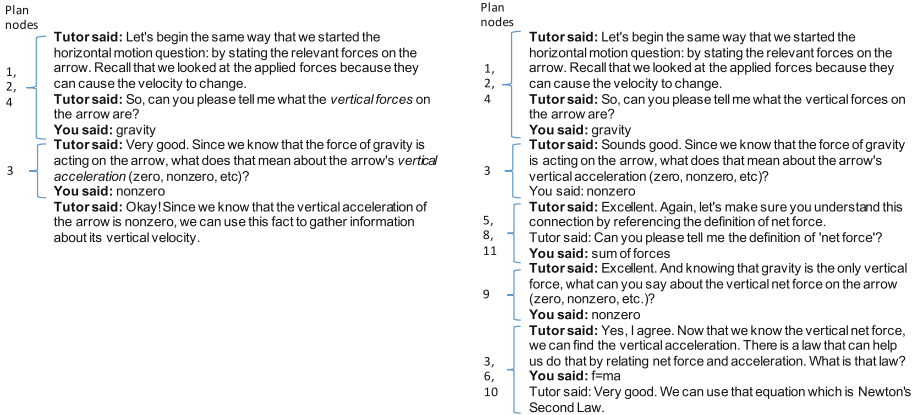 Plan
nodes
1,
2,
4
Tutor said: Let's begin the same way that we started the
horizontal motion question: by stating the relevant forces on the
arrow. Recall that we looked at the applied forces because they
can cause the velocity to change.
Tutor said: So, can you please tell me what the vertical forces on
the arrow are?
You said: gravity
3
Tutor said: Very good. Since we know that the force of gravity is
acting on the arrow, what does that mean about the arrow's vertical
acceleration (zero, nonzero, etc)?
You said: nonzero
Tutor said: Okay! Since we know that the vertical acceleration of
the arrow is nonzero, we can use this fact to gather information
about its vertical velocity.
Plan
nodes
1,
2,
4
Tutor said: Let's begin the same way that we started the
horizontal motion question: by stating the relevant forces on the
arrow. Recall that we looked at the applied forces because they
can cause the velocity to change.
Tutor said: So, can you please tell me what the vertical forces on
the arrow are?
You said: gravity
3
Tutor said: Sounds good. Since we know that the force of gravity
is acting on the arrow, what does that mean about the arrow's
vertical acceleration (zero, nonzero, etc)?
You said: nonzero
5,
8,
11
Tutor said: Excellent. Again, let's make sure you understand this
connection by referencing the definition of net force.
Tutor said: Can you please tell me the definition of 'net force'?
You said: sum of forces
9
Tutor said: Excellent. And knowing that gravity is the only vertical
force, what can you say about the vertical net force on the arrow
(zero, nonzero, etc.)?
You said: nonzero
3,
6,
10
Tutor said: Yes, I agree. Now that we know the vertical net force,
we can find the vertical acceleration. There is a law that can help
us do that by relating net force and acceleration. What is that law?
You said: f=ma
Tutor said: Very good. We can use that equation which is Newton's
Second Law.